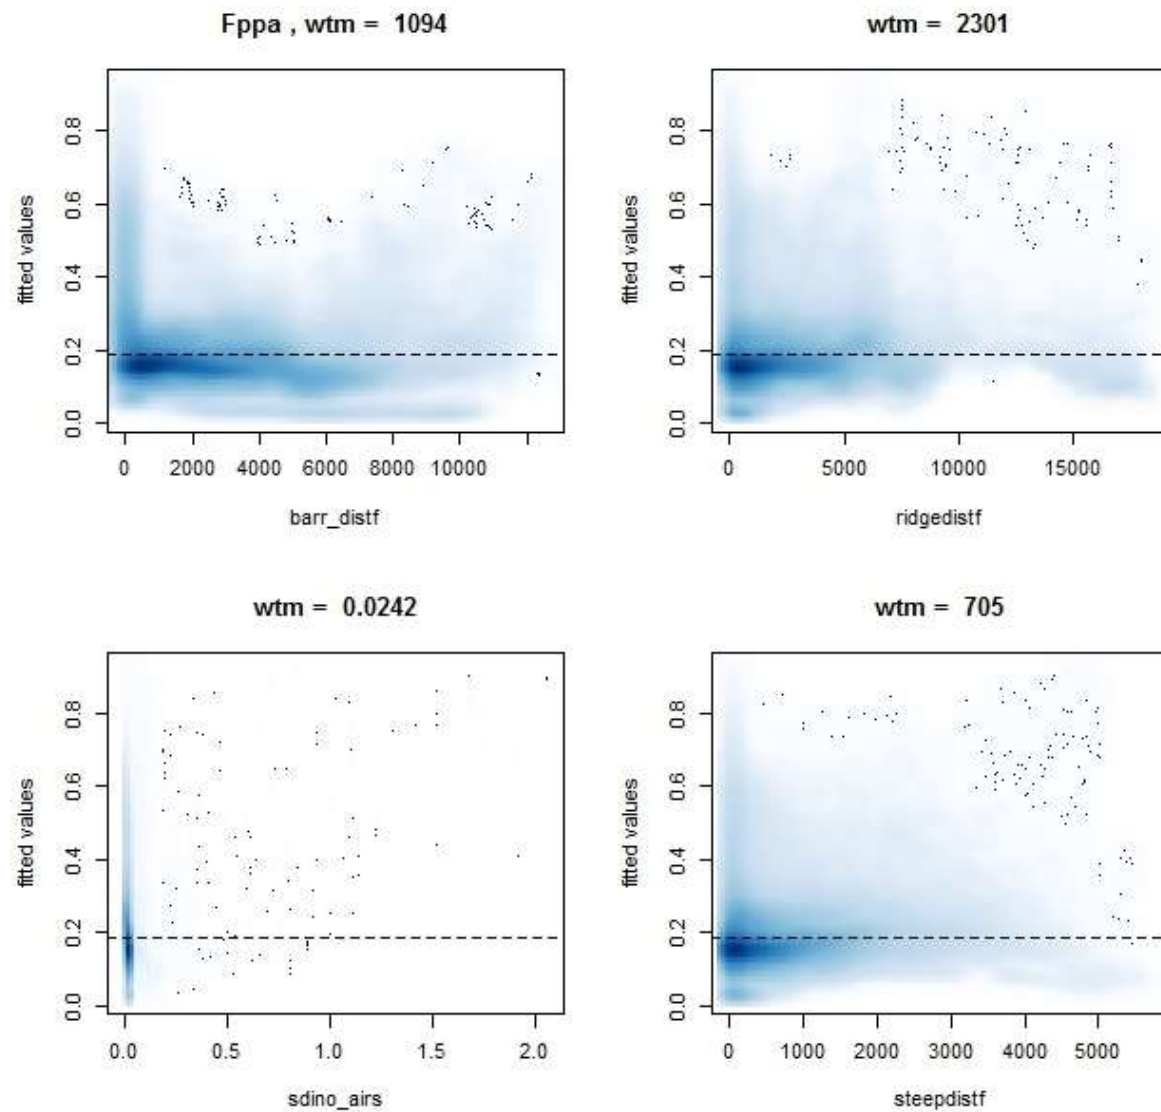 Fppa , wtm = 1094
fitted values
0.0 0.2 0.4 0.6 0.8
0 2000 4000 6000 8000 10000
barr_distf
wtm = 2301
fitted values
0.0 0.2 0.4 0.6 0.8
0 5000 10000 15000
ridgedistf
wtm = 0.0242
fitted values
0.0 0.2 0.4 0.6 0.8
0.0 0.5 1.0 1.5 2.0
sdino_airs
wtm = 705
fitted values
0.0 0.2 0.4 0.6 0.8
0 1000 2000 3000 4000 5000
steepdistf